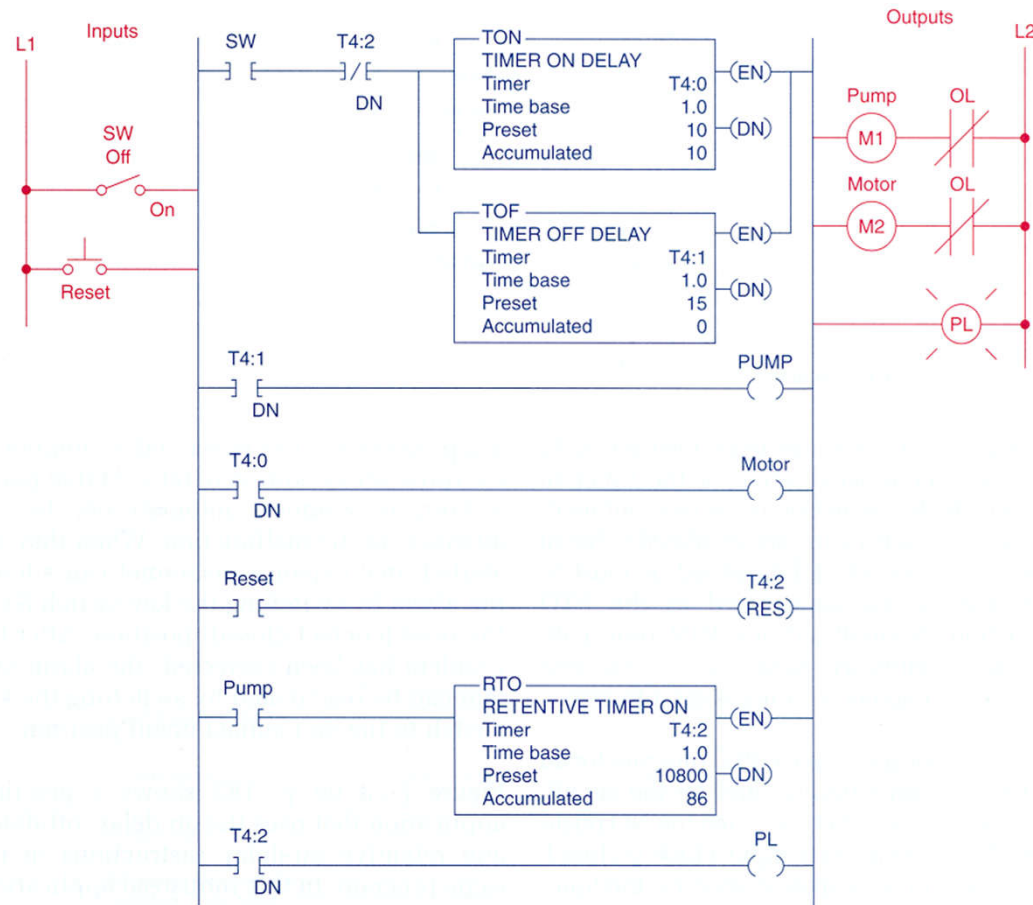 Inputs
Outputs
L1
L2
SW
T4:2
DN
TON
TIMER ON DELAY
Timer T4:0
Time base 1.0
Preset 10
Accumulated 10
(EN)
(DN)
Pump
OL
M1
SW
Off
On
Motor
OL
M2
TOF
TIMER OFF DELAY
Timer T4:1
Time base 1.0
Preset 15
Accumulated 0
(EN)
(DN)
Reset
PL
T4:1
DN
PUMP
T4:0
DN
Motor
Reset
T4:2
(RES)
Pump
RTO
RETENTIVE TIMER ON
Timer T4:2
Time base 1.0
Preset 10800
Accumulated 86
(EN)
(DN)
T4:2
DN
PL